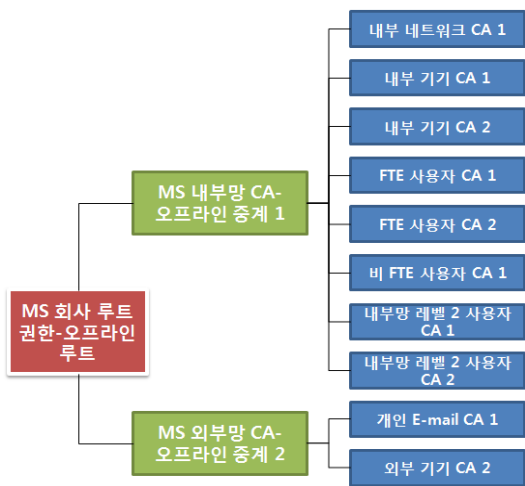 내부 네트워크 CA 1
내부 기기 CA 1
내부 기기 CA 2
MS 내부망 CA-
오프라인 중계 1
FTE 사용자 CA 1
FTE 사용자 CA 2
비 FTE 사용자 CA 1
MS 회사 루트
권한-오프라인
루트
내부망 레벨 2 사용자
CA 1
내부망 레벨 2 사용자
CA 2
MS 외부망 CA-
오프라인 중계 2
개인 E-mail CA 1
외부 기기 CA 2